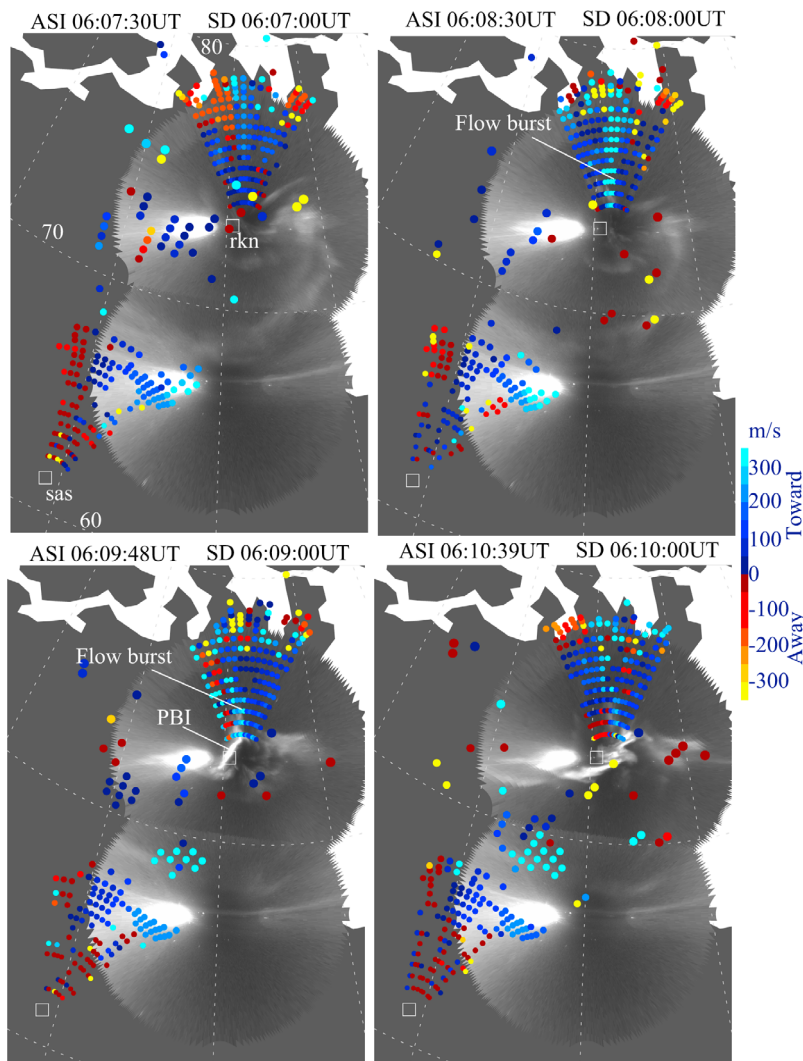 ASI 06:07:30UT SD 06:07:00UT
80
70
rkn
sas
60
ASI 06:08:30UT SD 06:08:00UT
Flow burst
m/s
300
200
100
0
-100
-200
-300
Toward
Away
ASI 06:09:48UT SD 06:09:00UT
Flow burst
PBI
ASI 06:10:39UT SD 06:10:00UT